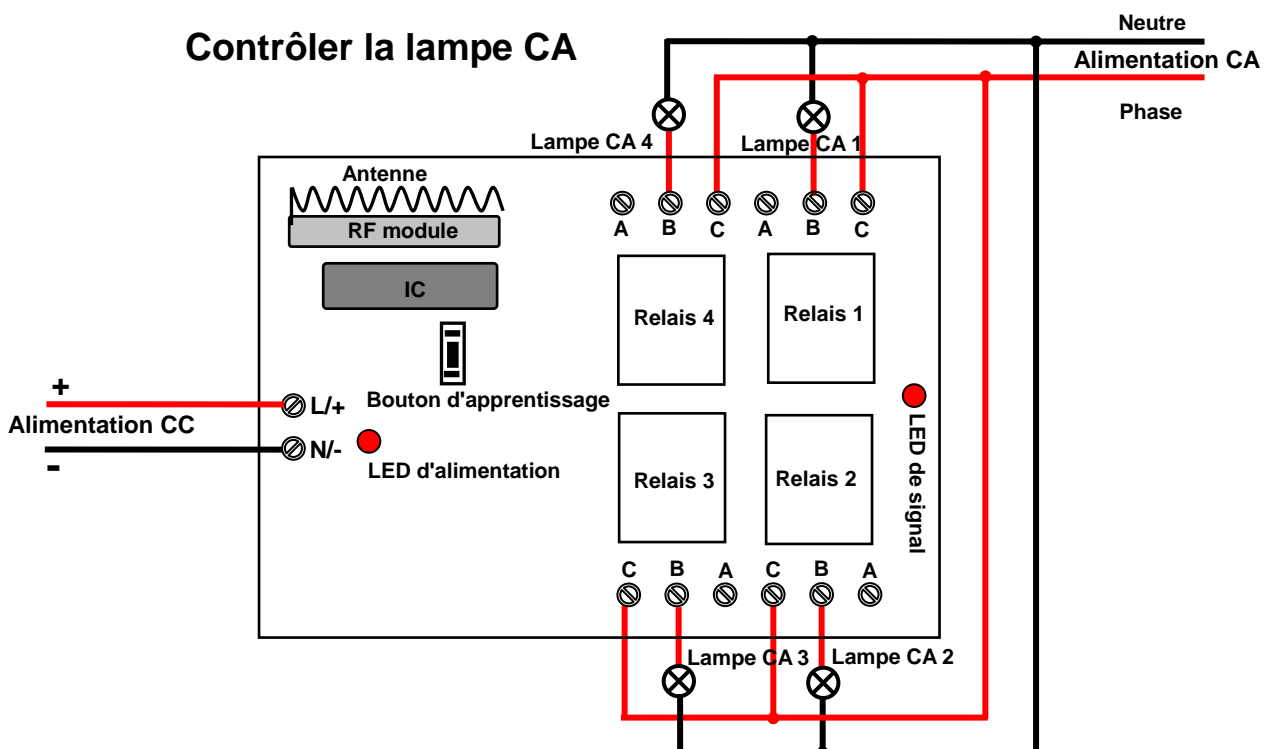 Contrôler la lampe CA
Neutre
Alimentation CA
Phase
Lampe CA 4
Lampe CA 1
Antenne
RF module
IC
A B C A B C
Relais 4
Relais 1
+
Alimentation CC
-
L/+
N/-
Bouton d'apprentissage
LED d'alimentation
LED de signal
Relais 3
Relais 2
C B A C B A
Lampe CA 3
Lampe CA 2